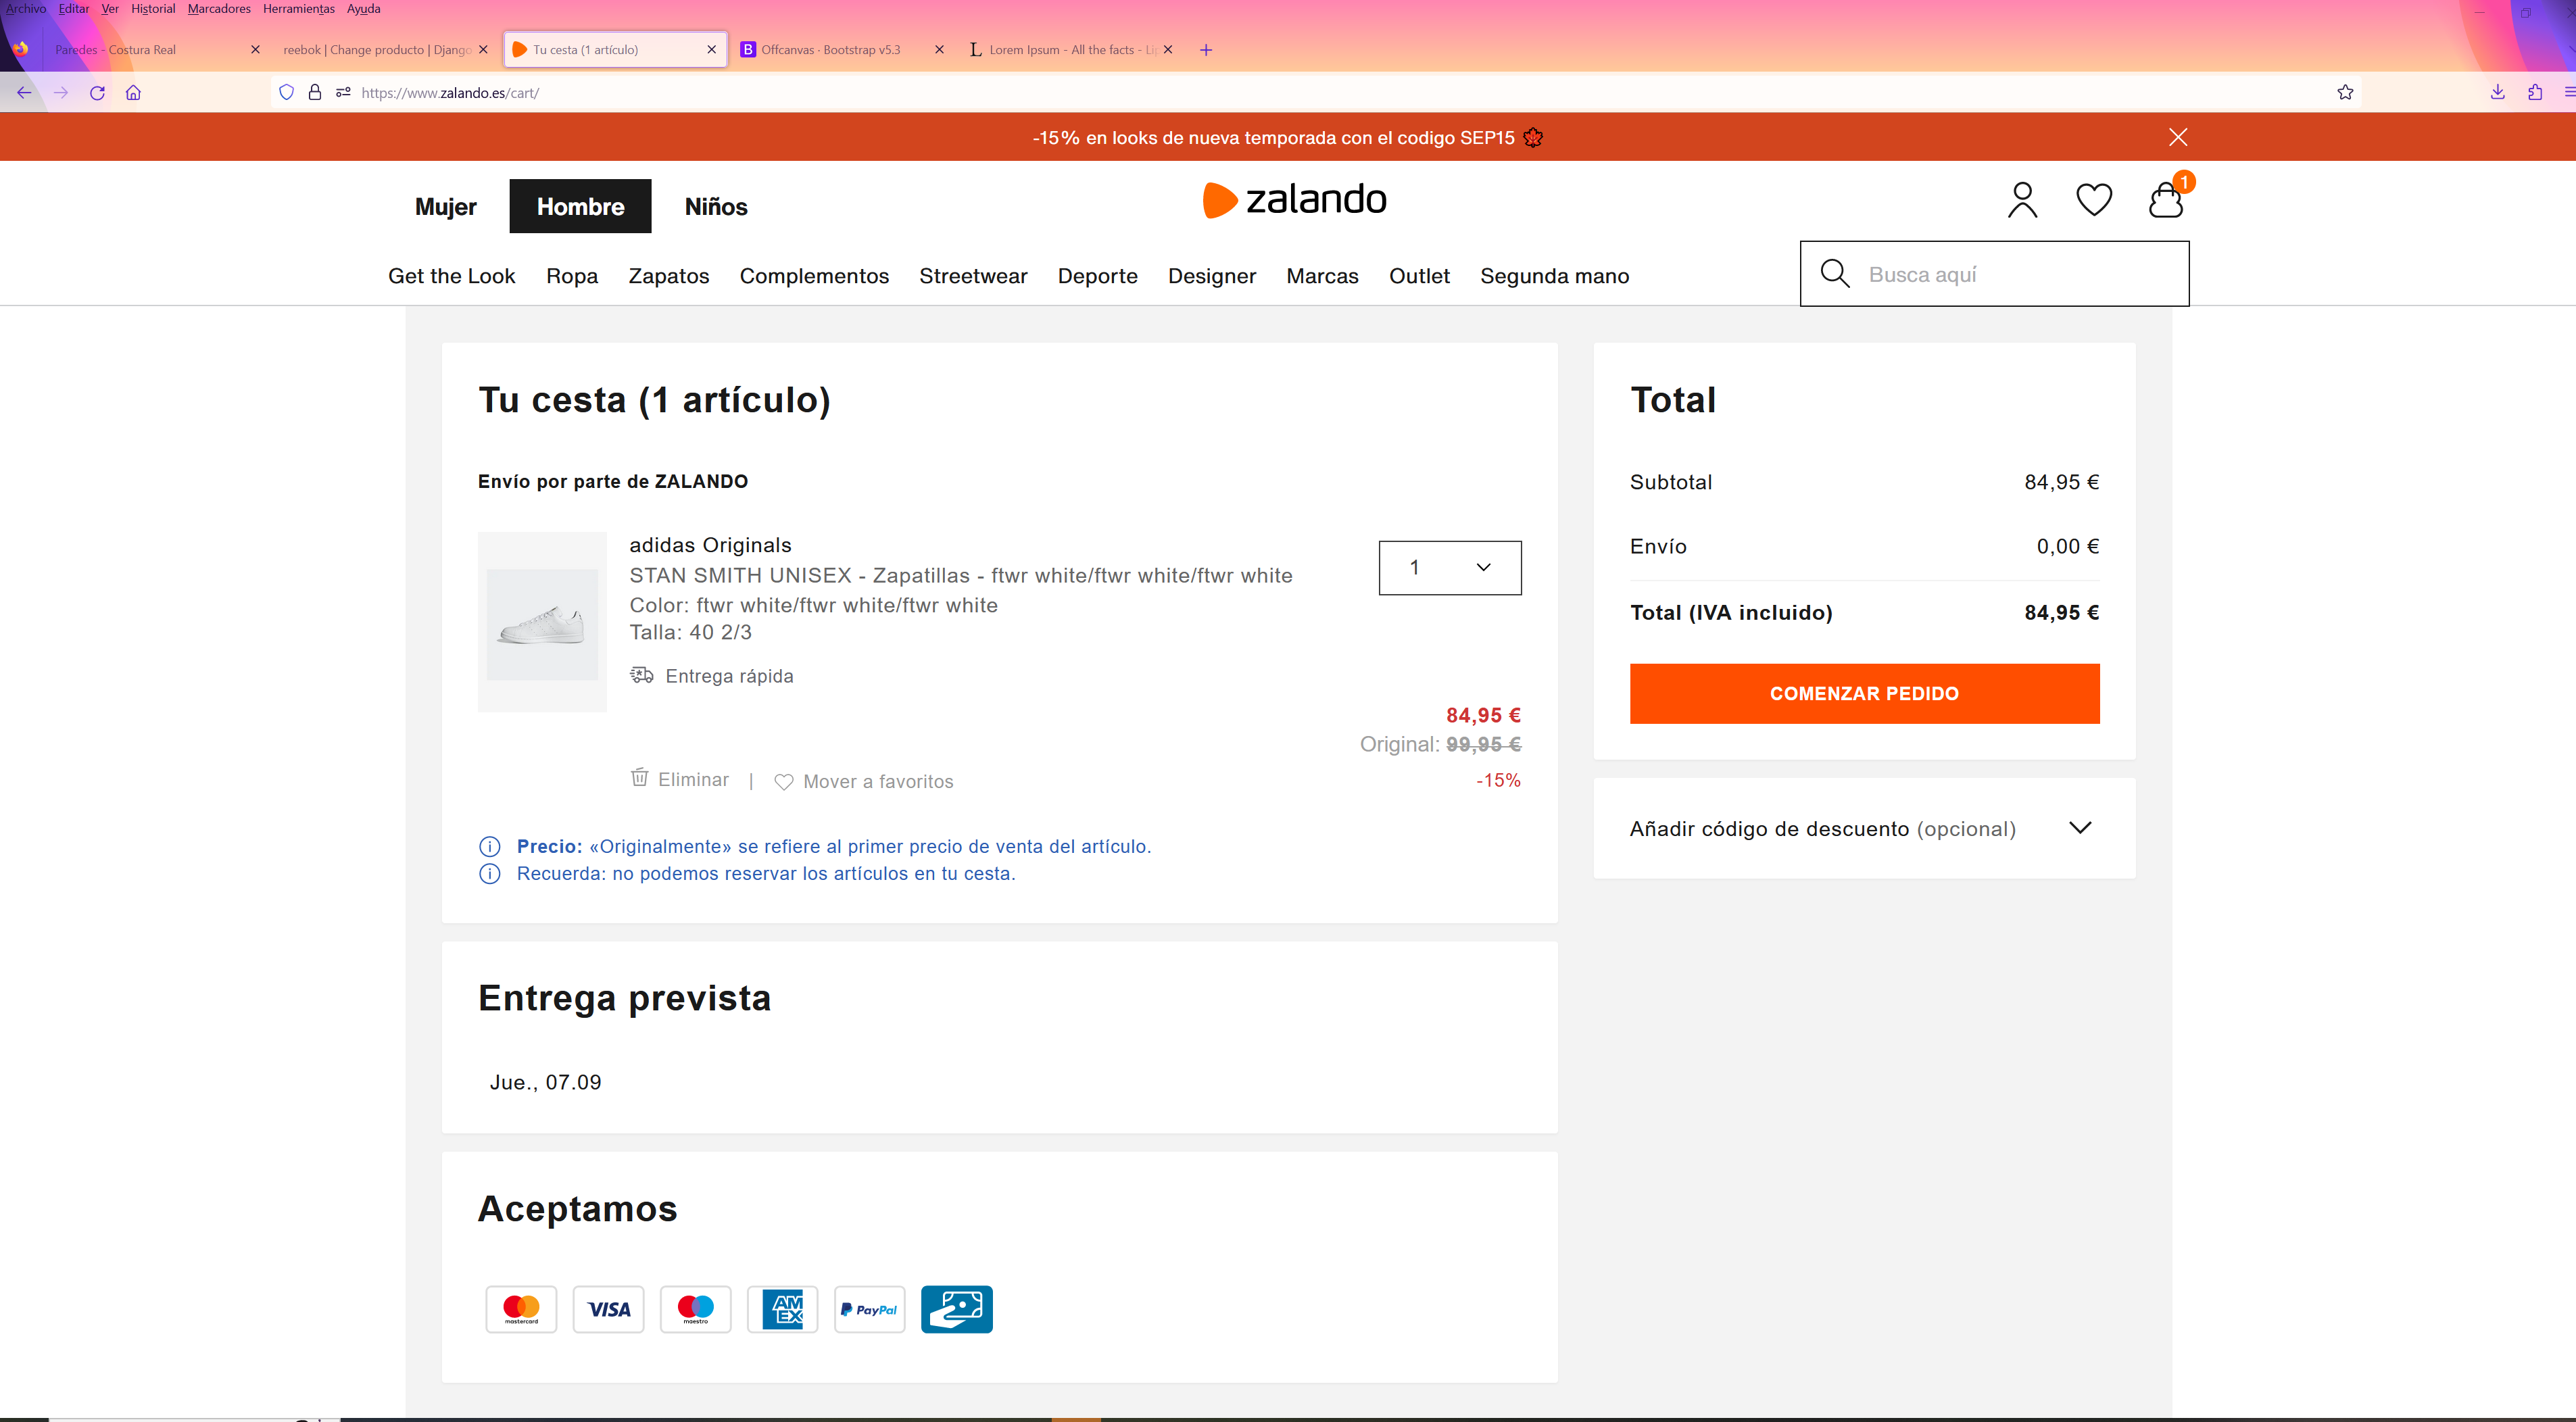 Archivo Editar Ver Historial Marcadores Herramientas Ayuda
Paredes - Costura Real
reebok | Change producto | Django
Tu cesta (1 artículo)
B Offcanvas · Bootstrap v5.3
L Lorem Ipsum - All the facts - Lip
https://www.zalando.es/cart/
-15% en looks de nueva temporada con el codigo SEP15
Mujer Hombre Niños
zalando
1
Get the Look Ropa Zapatos Complementos Streetwear Deporte Designer Marcas Outlet Segunda mano
Busca aquí
Tu cesta (1 artículo)
Envío por parte de ZALANDO
adidas Originals
STAN SMITH UNISEX - Zapatillas - ftwr white/ftwr white/ftwr white
Color: ftwr white/ftwr white/ftwr white
Talla: 40 2/3
1
Entrega rápida
84,95 €
Original: 99,95 €
Eliminar | Mover a favoritos
-15%
Precio: «Originalmente» se refiere al primer precio de venta del artículo.
Recuerda: no podemos reservar los artículos en tu cesta.
Entrega prevista
Jue., 07.09
Aceptamos
mastercard VISA maestro AM EX PayPal
Total
Subtotal 84,95 €
Envío 0,00 €
Total (IVA incluido) 84,95 €
COMENZAR PEDIDO
Añadir código de descuento (opcional)